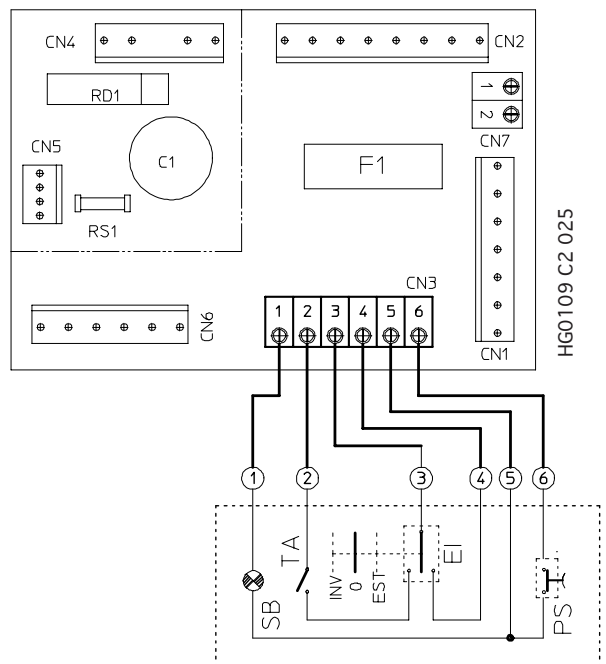 CN4
CN2
RD1
1
2
CN5
C1
F1
CN7
RS1
CN3
1 2 3 4 5 6
CN6
CN1
HG0109 C2 025
1 2 3 4 5 6
SB
TA
INV
0
EST
EI
PS